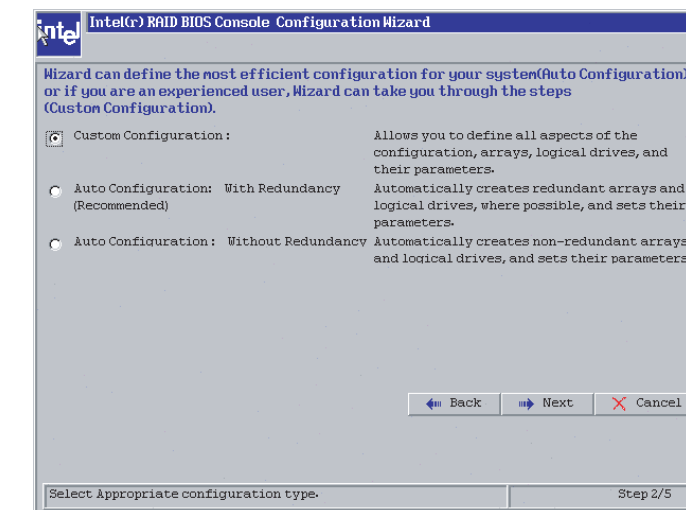 intel
Intel(r) RAID BIOS Console Configuration Wizard
Wizard can define the most efficient configuration for your system(Auto Configuration)
or if you are an experienced user, Wizard can take you through the steps
(Custom Configuration).
Custom Configuration :
Allows you to define all aspects of the
configuration, arrays, logical drives, and
their parameters.
Auto Configuration: With Redundancy
(Recommended)
Automatically creates redundant arrays and
logical drives, where possible, and sets their
parameters.
Auto Configuration : Without Redundancy
Automatically creates non-redundant arrays
and logical drives, and sets their parameters
Back
Next
Cancel
Select Appropriate configuration type.
Step 2/5